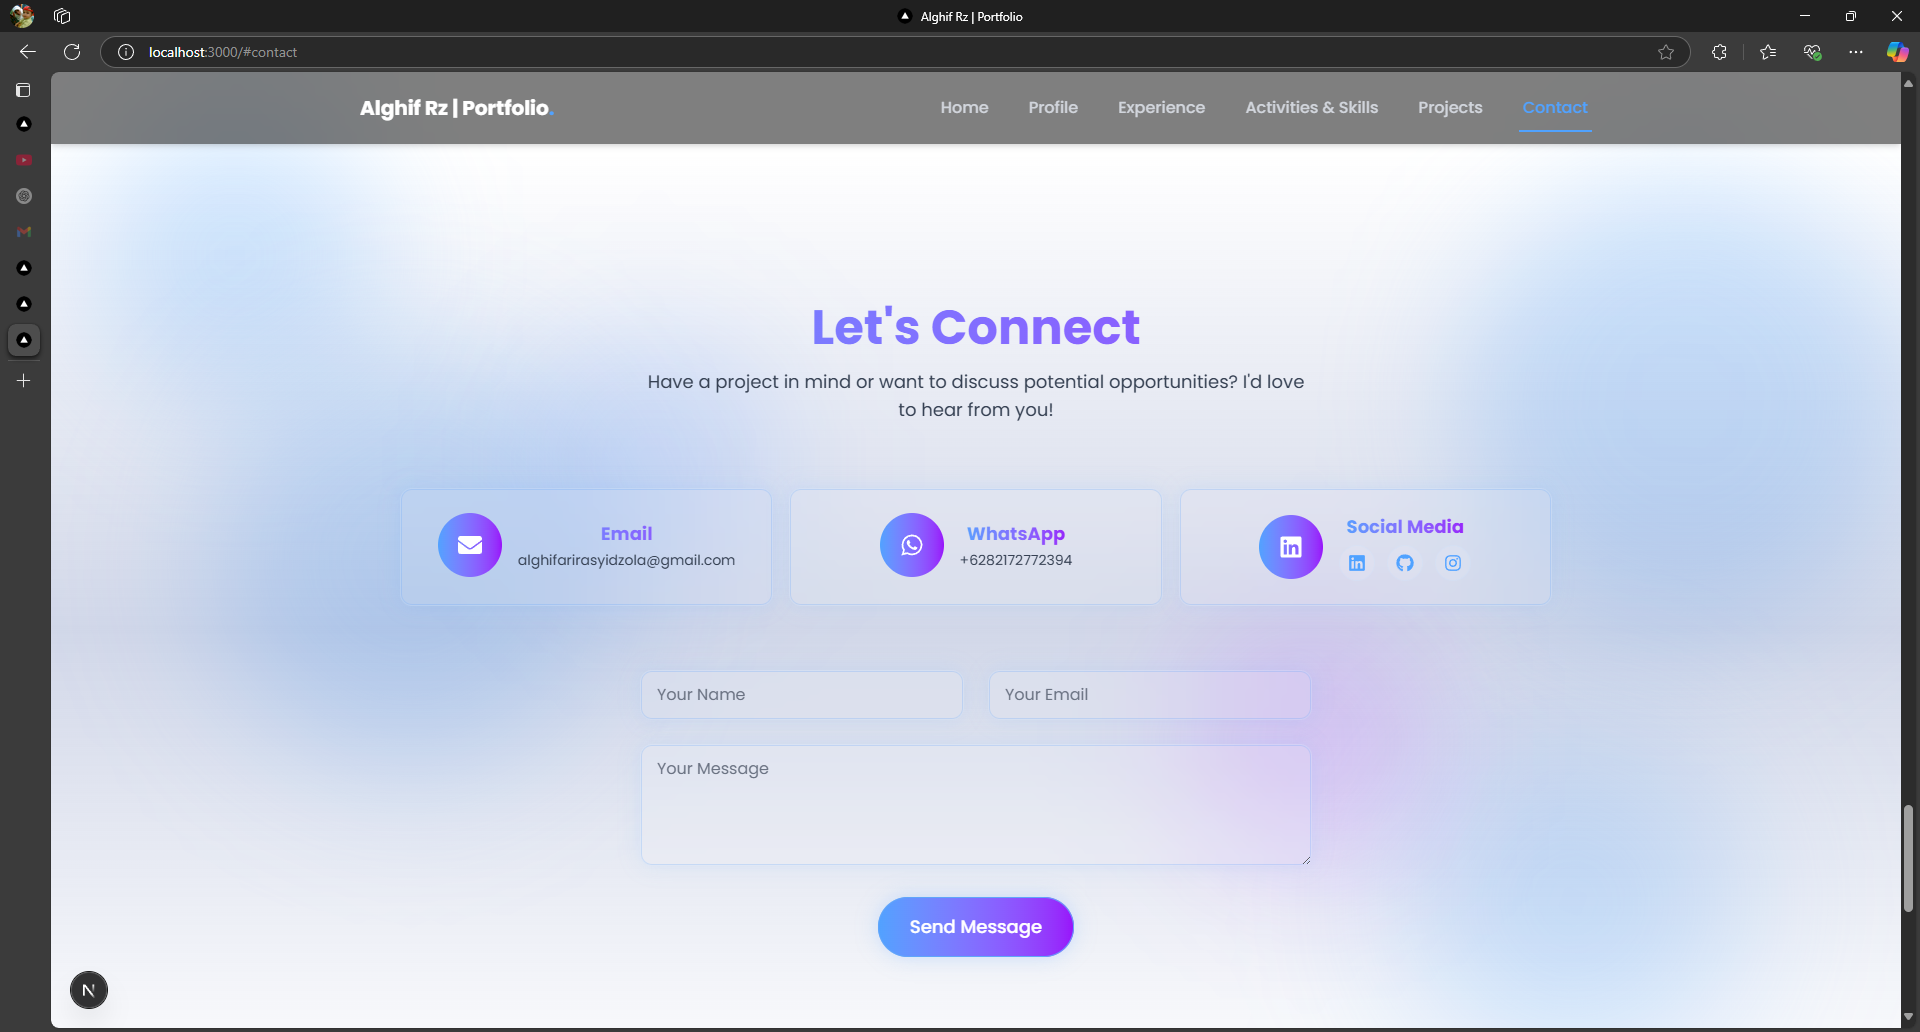 Alghif Rz | Portfolio
localhost:3000/#contact
Alghif Rz | Portfolio.
Home Profile Experience Activities & Skills Projects Contact
Let's Connect
Have a project in mind or want to discuss potential opportunities? I'd love
to hear from you!
Email
alghifarirasyidzola@gmail.com
WhatsApp
+6282172772394
Social Media
Your Name
Your Email
Your Message
Send Message
N